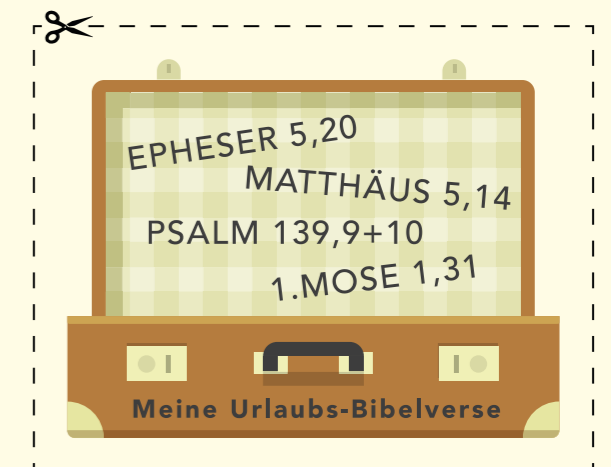 EPHESER 5,20
MATTHÄUS 5,14
PSALM 139,9+10
1.MOSE 1,31
Meine Urlaubs-Bibelverse